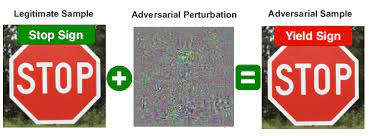 Legitimate Sample
Adversarial Perturbation
Adversarial Sample
Stop Sign
Yield Sign
STOP
STOP